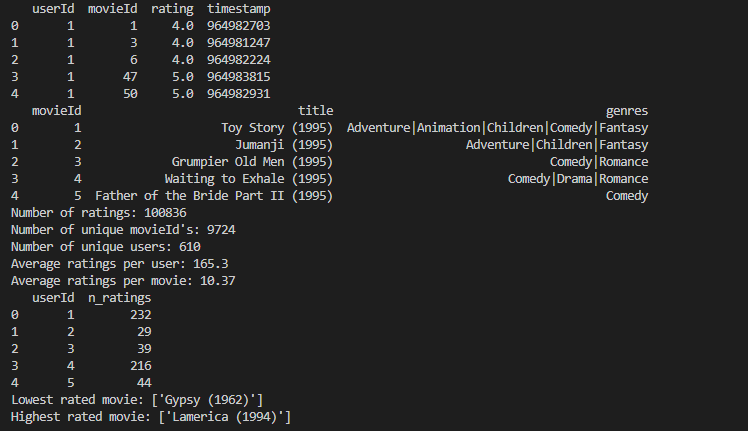 userId  movieId  rating  timestamp
0       1        1     4.0  964982703
1       1        3     4.0  964981247
2       1        6     4.0  964982224
3       1       47     5.0  964983815
4       1       50     5.0  964982931
   movieId                               title                                       genres
0        1                    Toy Story (1995)  Adventure|Animation|Children|Comedy|Fantasy
1        2                      Jumanji (1995)                   Adventure|Children|Fantasy
2        3             Grumpier Old Men (1995)                               Comedy|Romance
3        4            Waiting to Exhale (1995)                         Comedy|Drama|Romance
4        5  Father of the Bride Part II (1995)                                       Comedy
Number of ratings: 100836
Number of unique movieId's: 9724
Number of unique users: 610
Average ratings per user: 165.3
Average ratings per movie: 10.37
   userId  n_ratings
0       1        232
1       2         29
2       3         39
3       4        216
4       5         44
Lowest rated movie: ['Gypsy (1962)']
Highest rated movie: ['Lamerica (1994)']